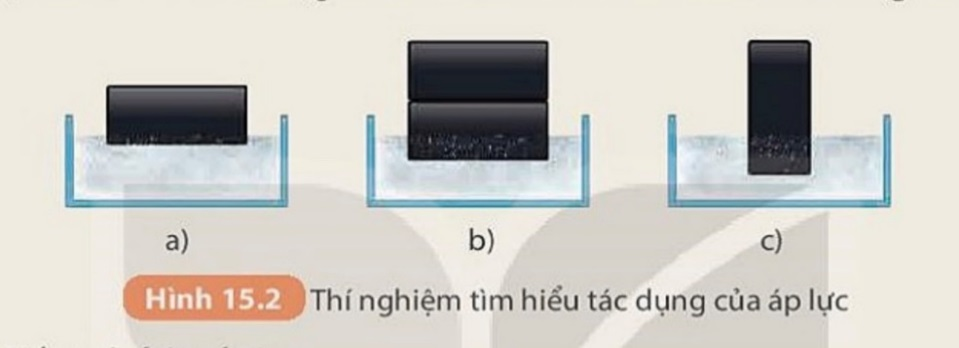 a) b) c)
Hình 15.2 Thí nghiệm tìm hiểu tác dụng của áp lực